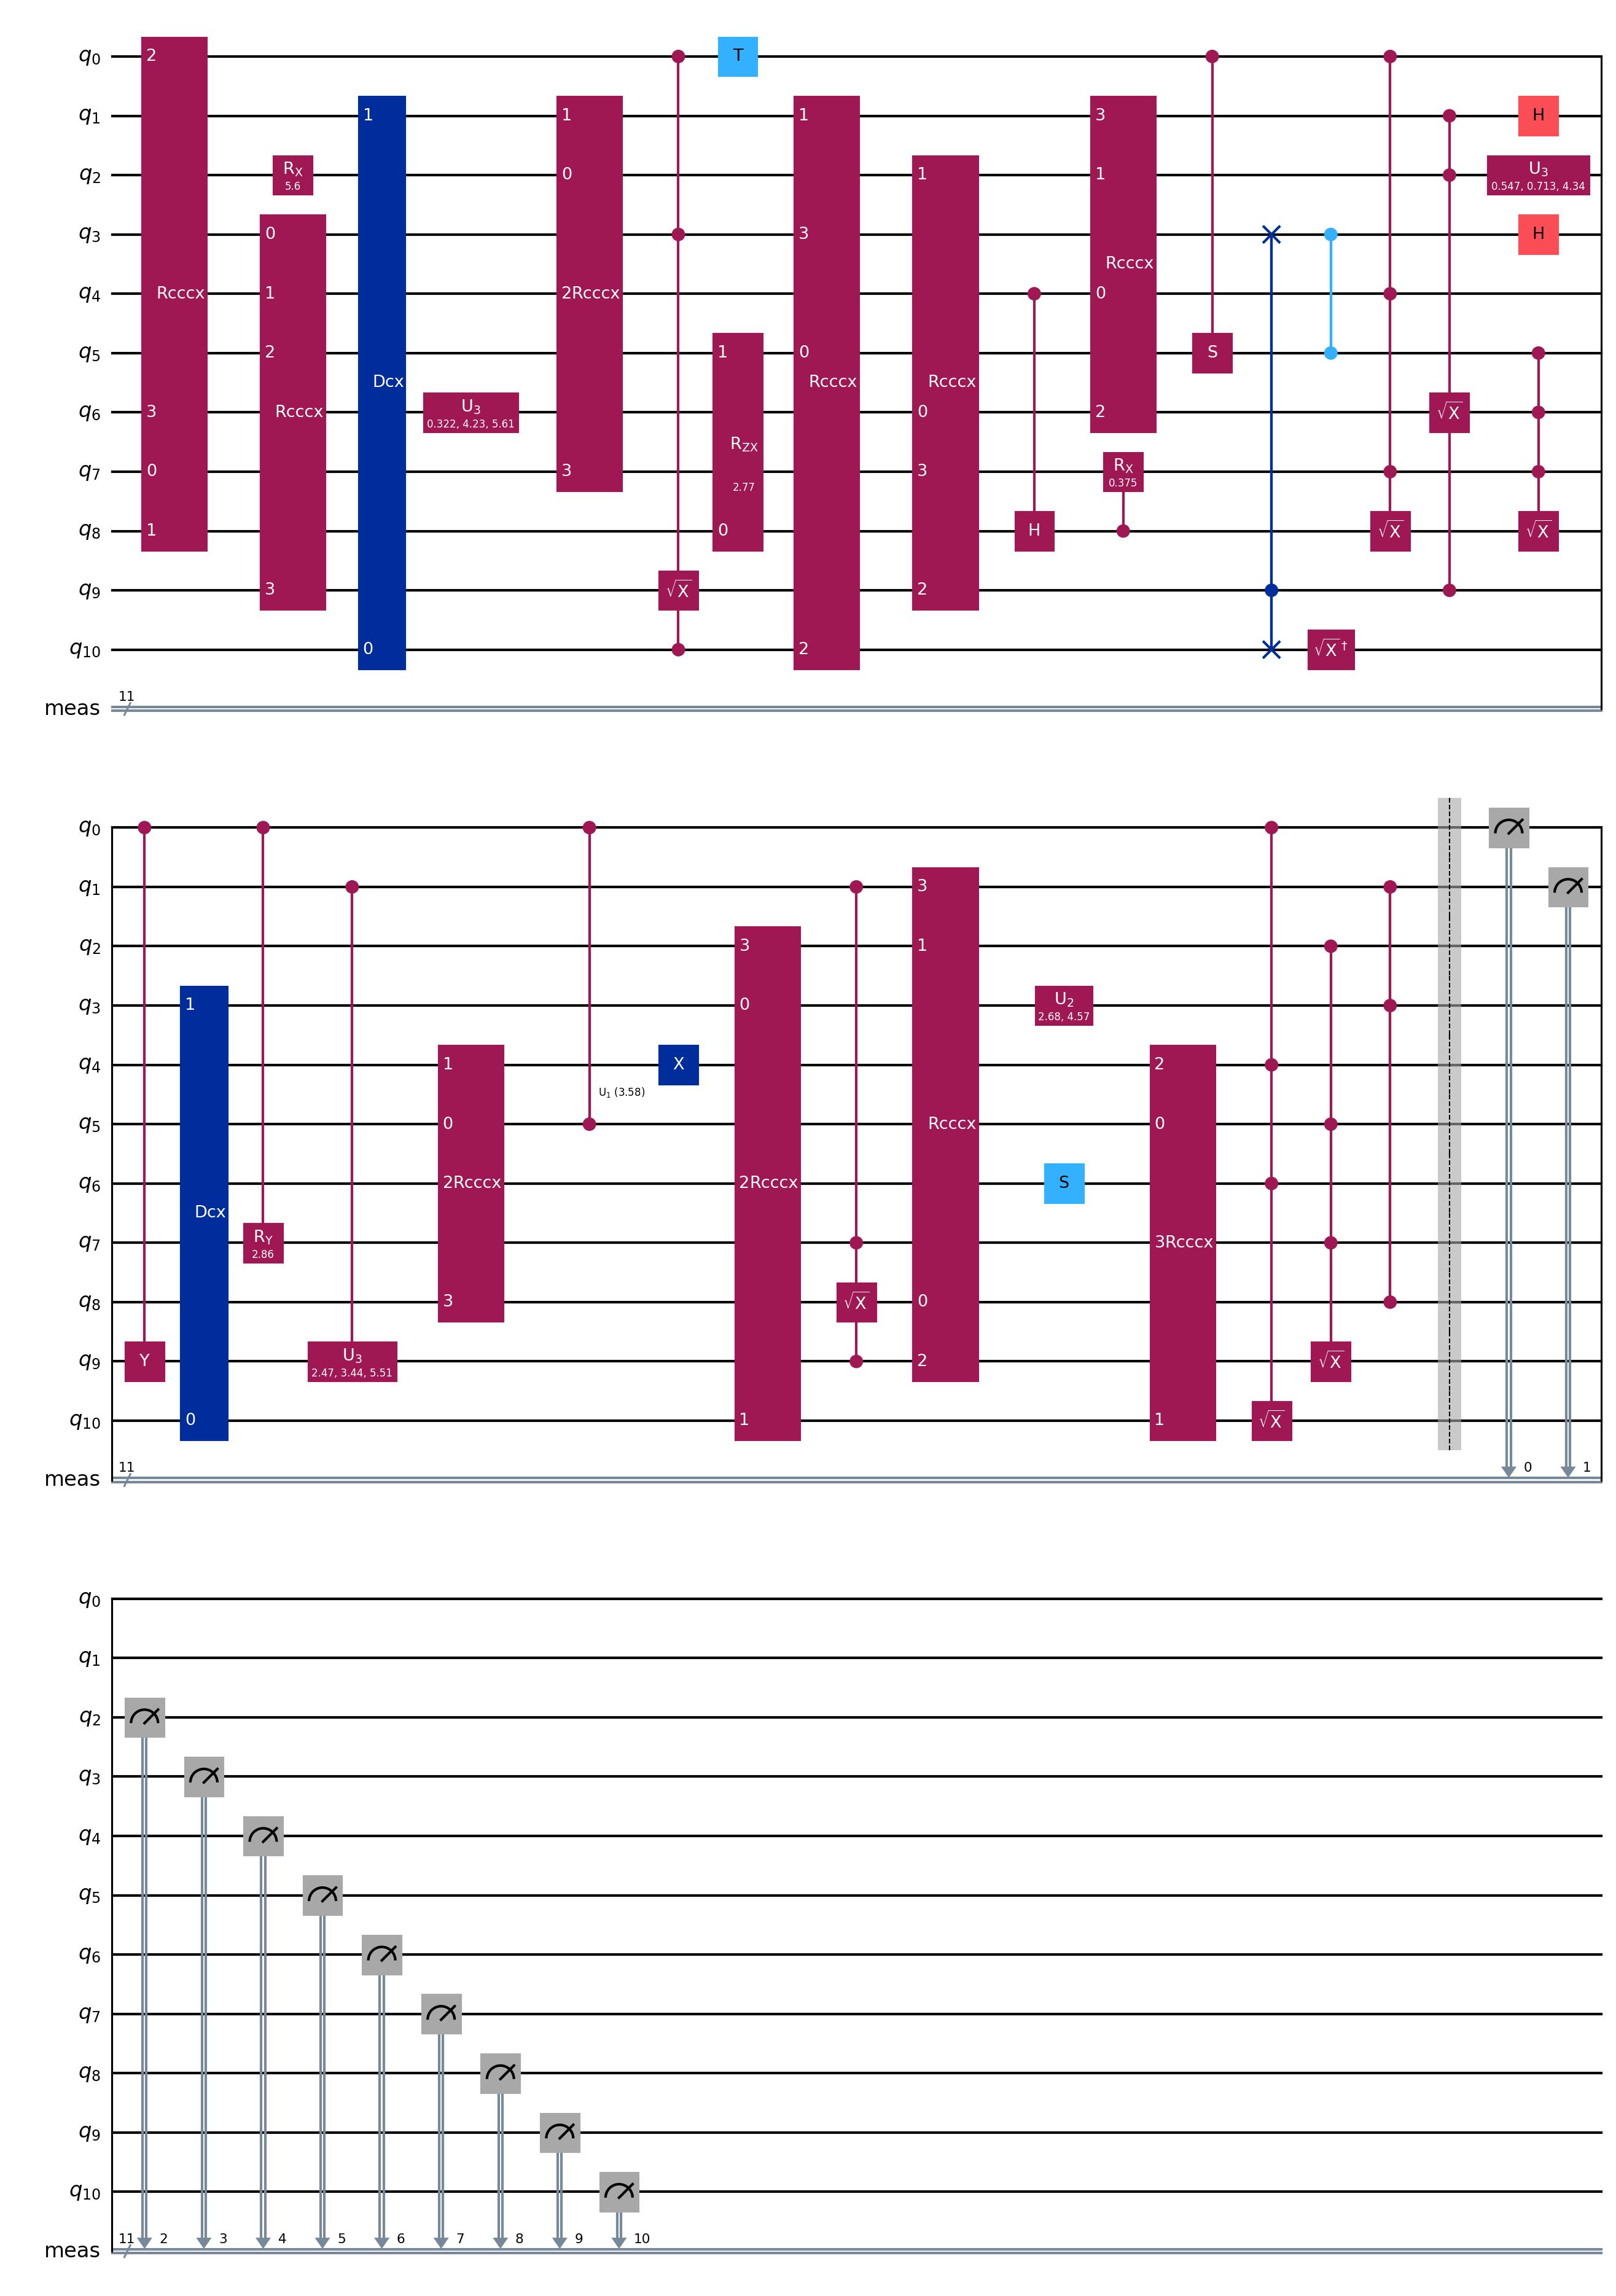 q0 2 T
q1 1 1 1 3 H
q2 RX 5.6 0 1 1 U3 0.547, 0.713, 4.34
q3 0 3 H
q4 Rcccx 1 2Rcccx Rcccx 0
q5 2 Dcx 1 0 Rcccx Rcccx S
q6 3 Rcccx U3 0.322, 4.23, 5.61 0 2 √X
q7 0 3 RZX 2.77 3 RX 0.375
q8 1 0 H √X √X
q9 3 √X 2
q10 0 2 √X†
meas 11
q0
q1 3
q2 3 1
q3 1 0 U2 2.68, 4.57
q4 1 X 2
q5 0 U1 (3.58) Rcccx 0
q6 Dcx 2Rcccx 2Rcccx S
q7 RY 2.86 3Rcccx
q8 3 √X 0
q9 Y U3 2.47, 3.44, 5.51 2 √X
q10 0 1 1 √X
meas 11 0 1
q0
q1
q2
q3
q4
q5
q6
q7
q8
q9
q10
meas 11 2 3 4 5 6 7 8 9 10